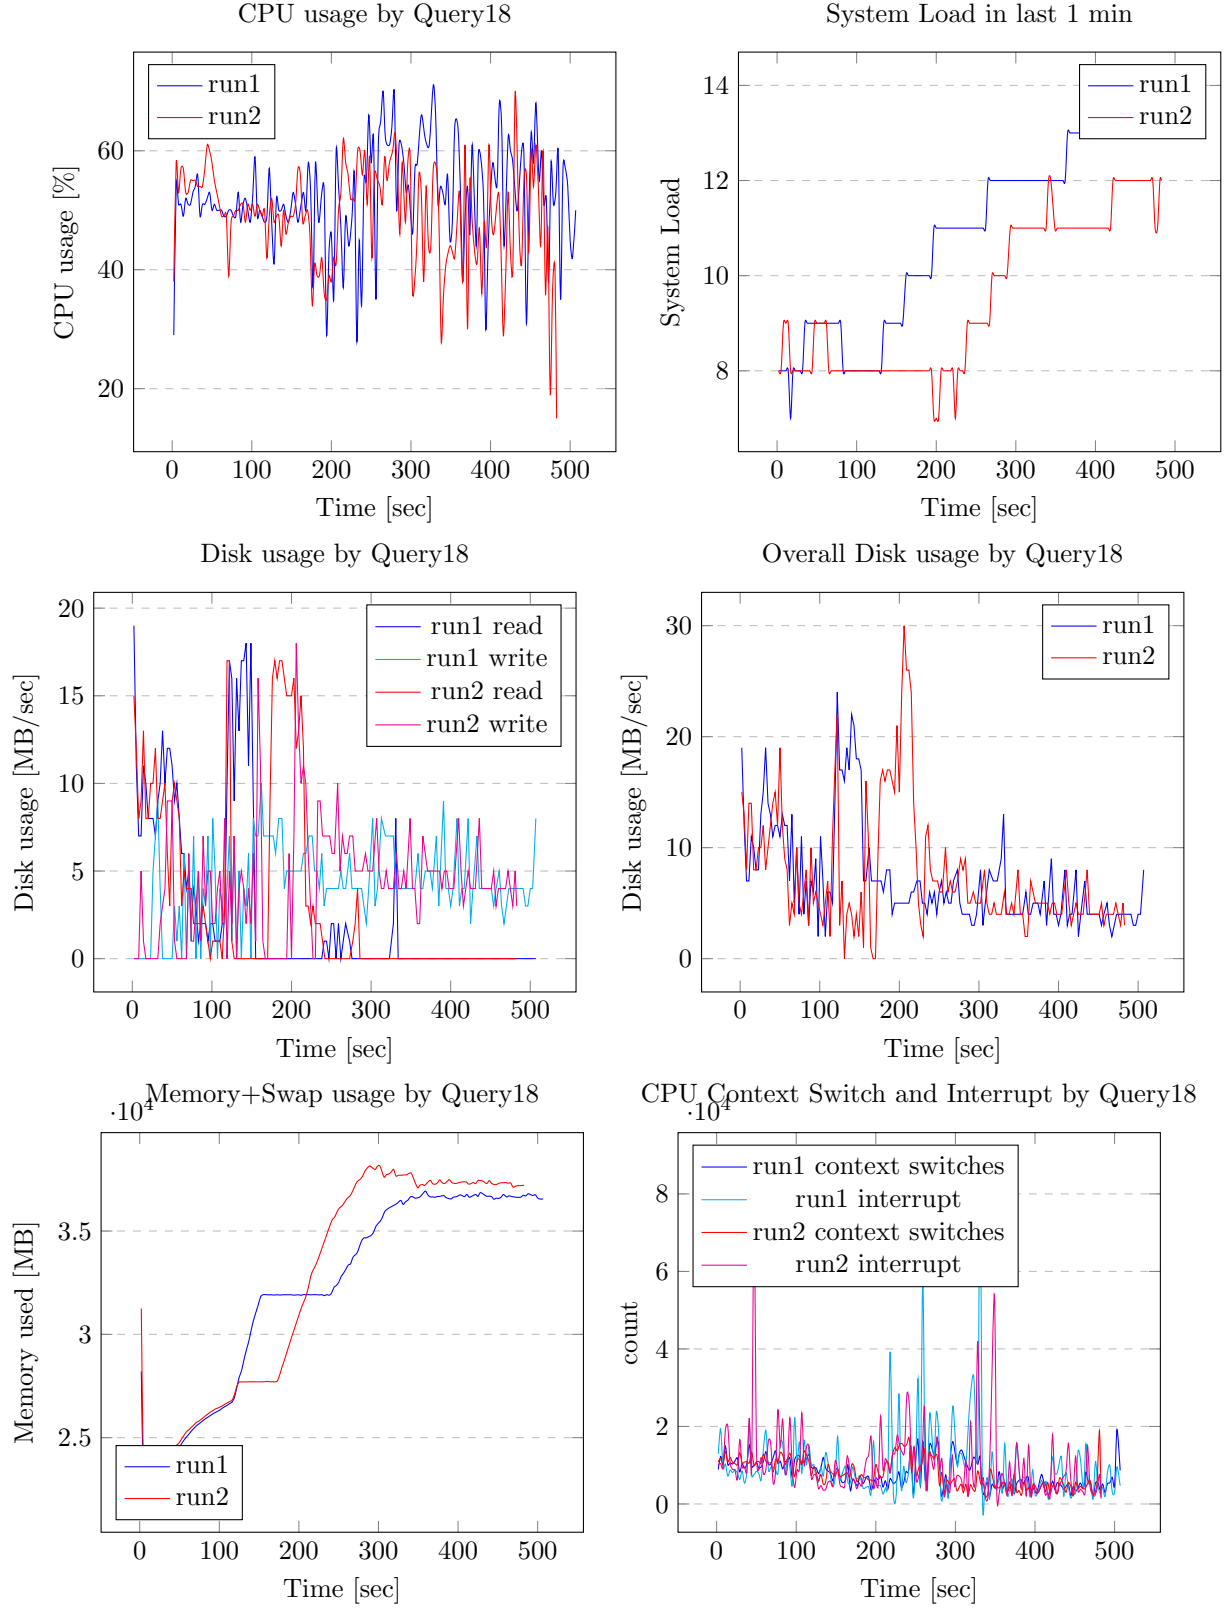 CPU usage by Query18
run1
run2
60
40
20
CPU usage [%]
0 100 200 300 400 500
Time [sec]
System Load in last 1 min
run1
run2
14
12
10
8
System Load
0 100 200 300 400 500
Time [sec]
Disk usage by Query18
run1 read
run1 write
run2 read
run2 write
20
15
10
5
0
Disk usage [MB/sec]
0 100 200 300 400 500
Time [sec]
Overall Disk usage by Query18
run1
run2
30
20
10
0
Disk usage [MB/sec]
0 100 200 300 400 500
Time [sec]
Memory+Swap usage by Query18
·10⁴
3.5
3
2.5
Memory used [MB]
run1
run2
0 100 200 300 400 500
Time [sec]
CPU Context Switch and Interrupt by Query18
·10⁴
run1 context switches
run1 interrupt
run2 context switches
run2 interrupt
8
6
4
2
0
count
0 100 200 300 400 500
Time [sec]